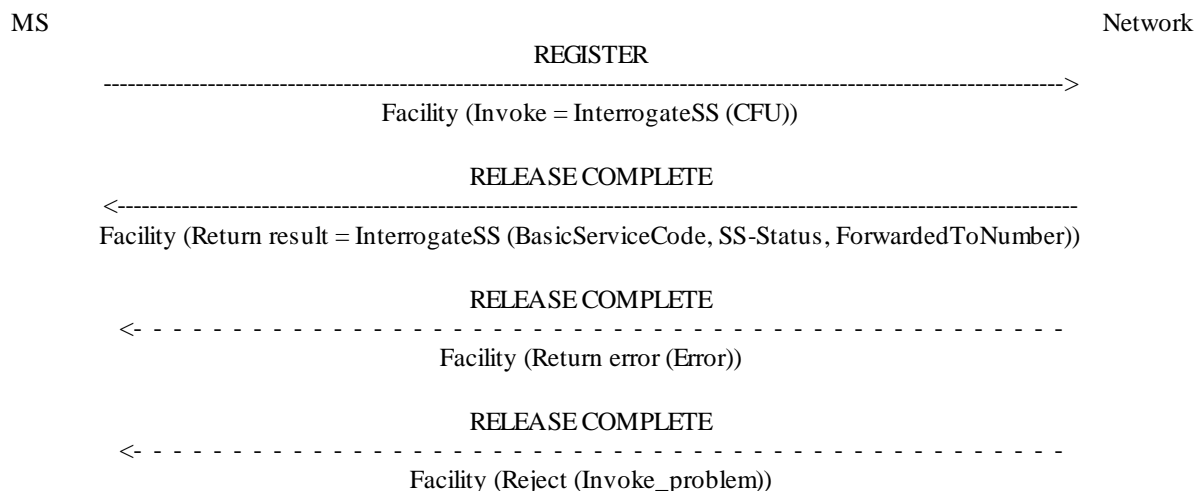 MS Network
REGISTER
------------------------------------------------------------------------------------------------------------------------>
Facility (Invoke = InterrogateSS (CFU))
RELEASE COMPLETE
<------------------------------------------------------------------------------------------------------------------------
Facility (Return result = InterrogateSS (BasicServiceCode, SS-Status, ForwardedToNumber))
RELEASE COMPLETE
<- - - - - - - - - - - - - - - - - - - - - - - - - - - - - - - - - - - - - - - - - - - - - - - -
Facility (Return error (Error))
RELEASE COMPLETE
<- - - - - - - - - - - - - - - - - - - - - - - - - - - - - - - - - - - - - - - - - - - - - - - -
Facility (Reject (Invoke_problem))